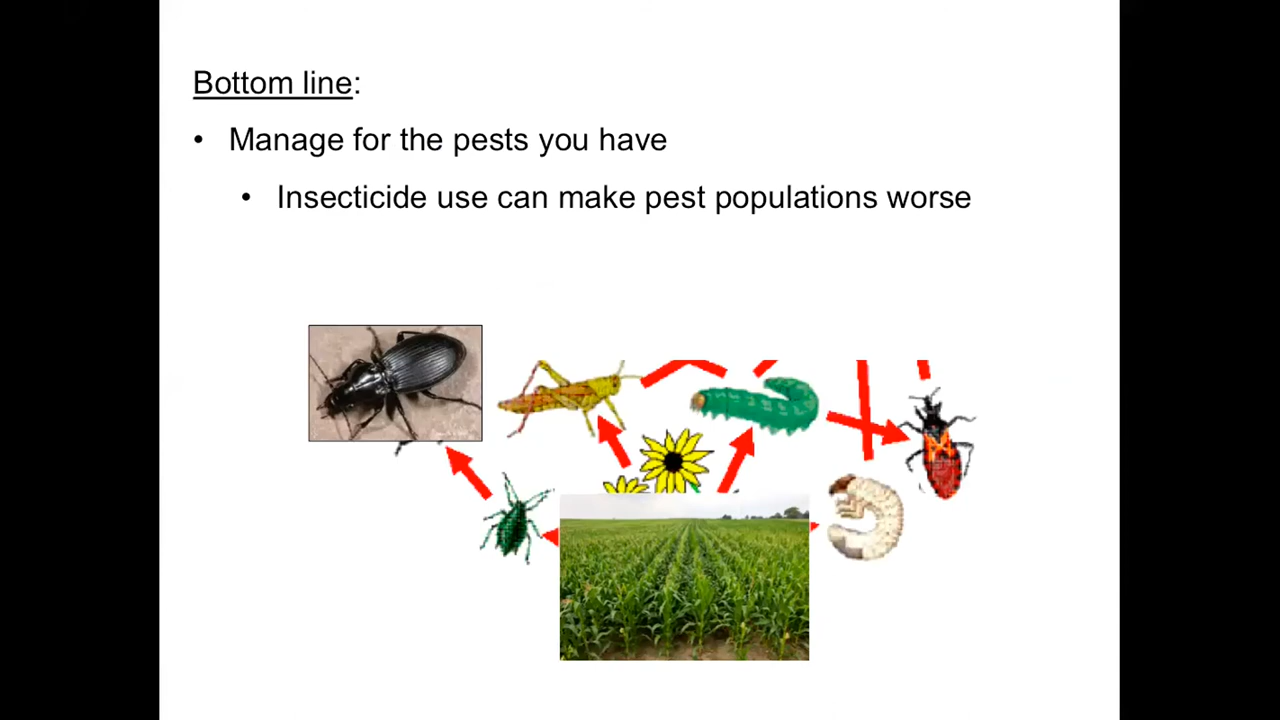 Bottom line:
• Manage for the pests you have
• Insecticide use can make pest populations worse